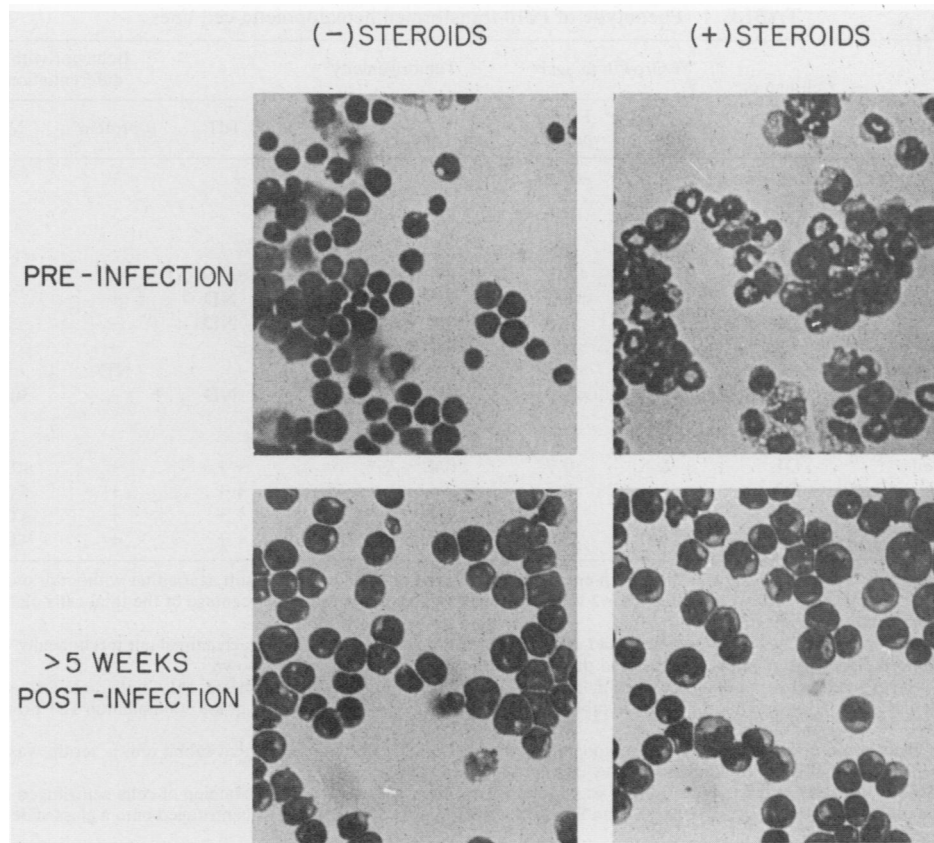 (-) STEROIDS
(+) STEROIDS
PRE-INFECTION
>5 WEEKS
POST-INFECTION